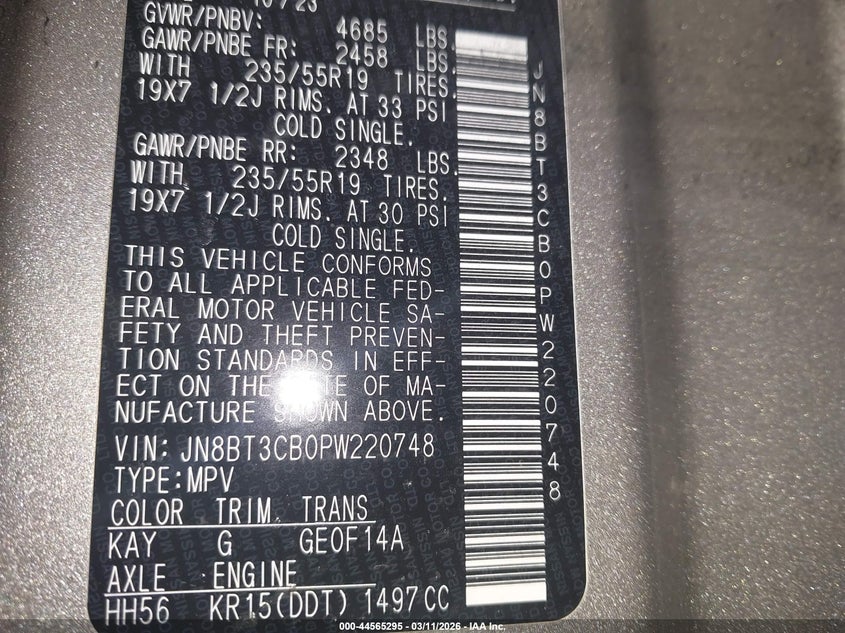 10/23
GVWR/PNBV: 4685 LBS.
GAWR/PNBE FR: 2458 LBS.
WITH 235/55R19 TIRES.
19X7 1/2J RIMS. AT 33 PSI
COLD SINGLE.
GAWR/PNBE RR: 2348 LBS.
WITH 235/55R19 TIRES.
19X7 1/2J RIMS. AT 30 PSI
COLD SINGLE.
THIS VEHICLE CONFORMS
TO ALL APPLICABLE FED-
ERAL MOTOR VEHICLE SA-
FETY AND THEFT PREVEN-
TION STANDARDS IN EFF-
ECT ON THE DATE OF MA-
NUFACTURE SHOWN ABOVE.
VIN: JN8BT3CB0PW220748
TYPE:MPV
COLOR TRIM TRANS
KAY G GE0F14A
AXLE ENGINE
HH56 KR15(DDT) 1497CC
JN8BT3CB0PW220748
000-44565295 - 03/11/2026 - IAA Inc.